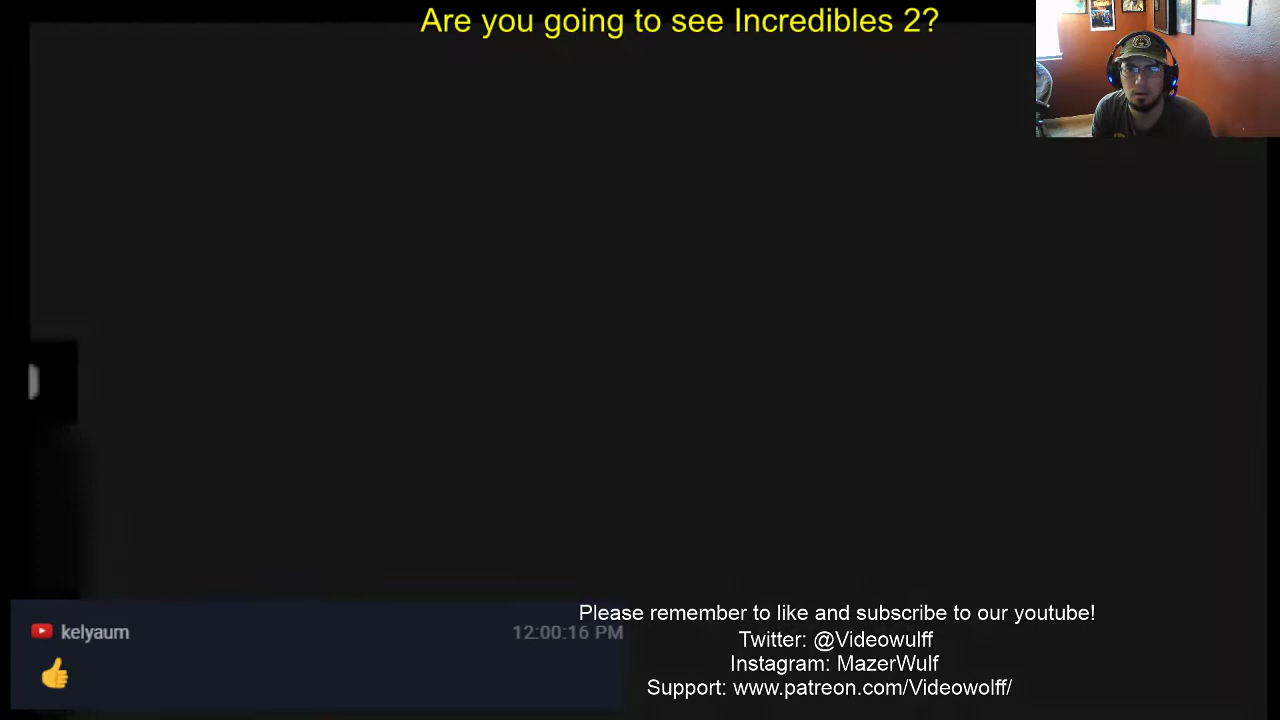 Are you going to see Incredibles 2?
kelyaum
12:00:16 PM
Please remember to like and subscribe to our youtube!
Twitter: @Videowulff
Instagram: MazerWulf
Support: www.patreon.com/Videowolff/